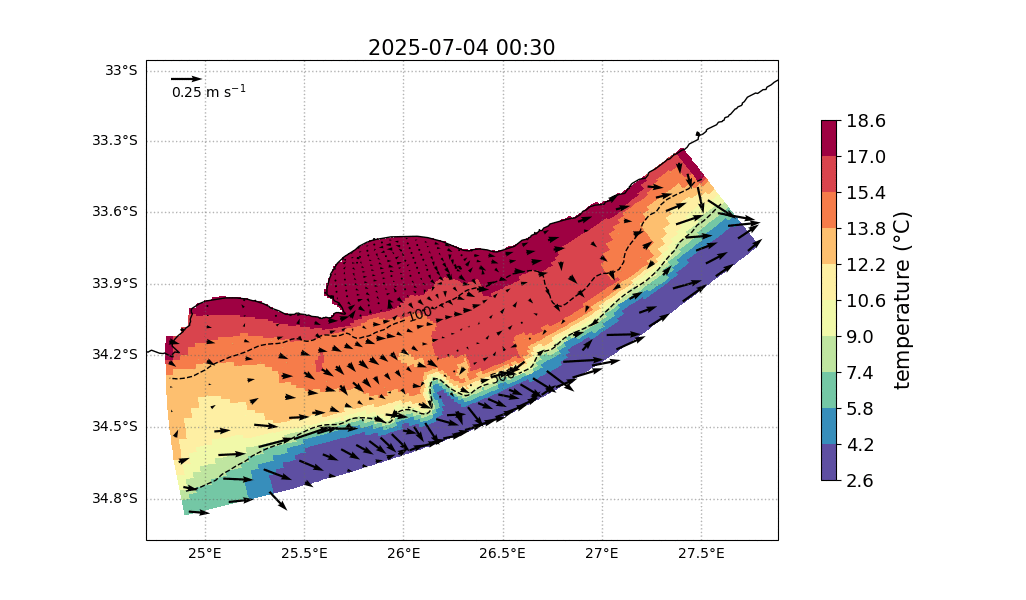 2025-07-04 00:30
33°S
33.3°S
33.6°S
33.9°S
34.2°S
34.5°S
34.8°S
0.25 m s⁻¹
100
500
25°E
25.5°E
26°E
26.5°E
27°E
27.5°E
18.6
17.0
15.4
13.8
12.2
10.6
9.0
7.4
5.8
4.2
2.6
temperature (°C)